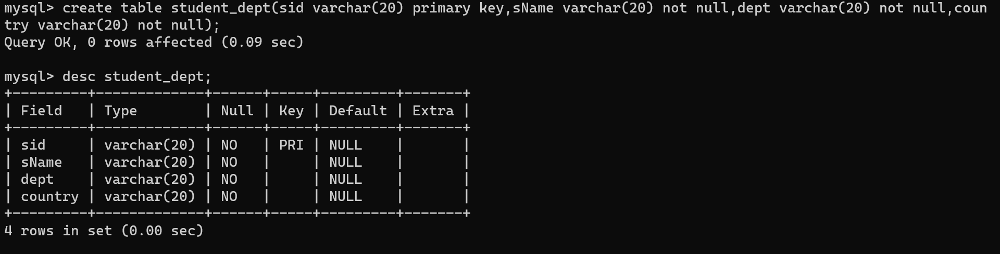 mysql> create table student_dept(sid varchar(20) primary key,sName varchar(20) not null,dept varchar(20) not null,coun
try varchar(20) not null);
Query OK, 0 rows affected (0.09 sec)

mysql> desc student_dept;
+---------+-------------+------+-----+---------+-------+
| Field   | Type        | Null | Key | Default | Extra |
+---------+-------------+------+-----+---------+-------+
| sid     | varchar(20) | NO   | PRI | NULL    |       |
| sName   | varchar(20) | NO   |     | NULL    |       |
| dept    | varchar(20) | NO   |     | NULL    |       |
| country | varchar(20) | NO   |     | NULL    |       |
+---------+-------------+------+-----+---------+-------+
4 rows in set (0.00 sec)